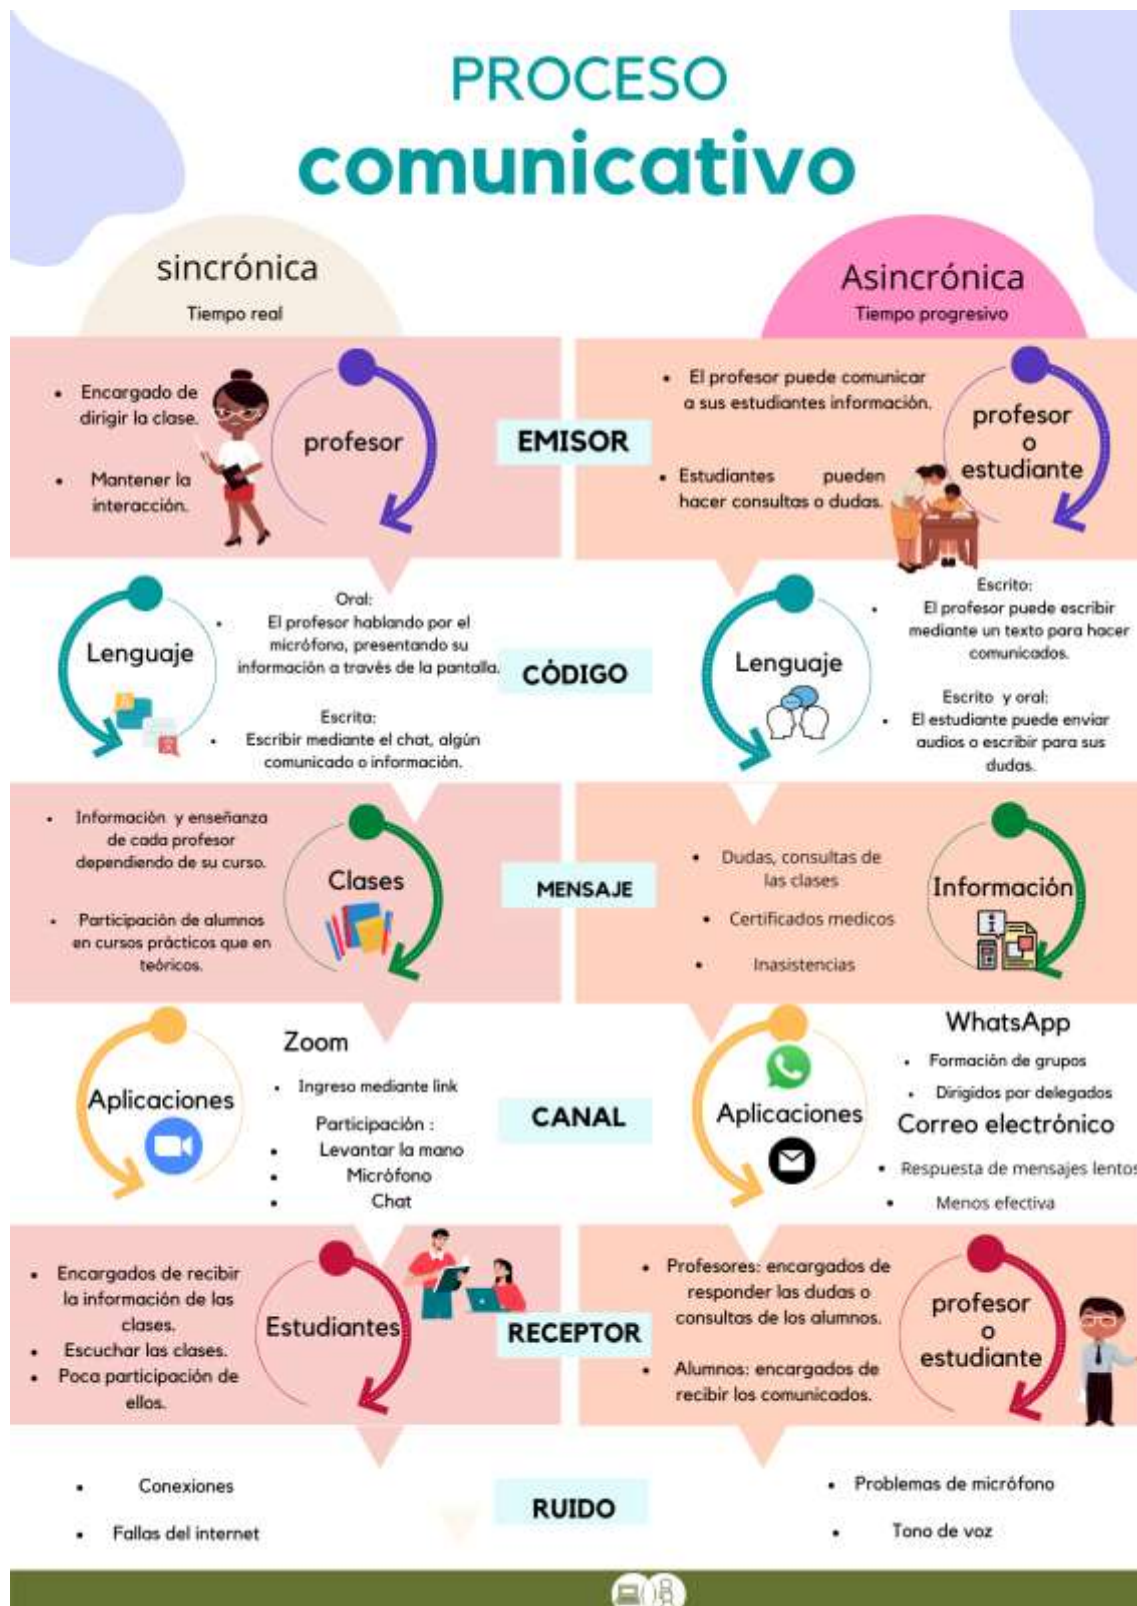 PROCESO
comunicativo
sincrónica
Tiempo real
Asincrónica
Tiempo progresivo
• Encargado de
dirigir la clase.
• Mantener la
interacción.
profesor
EMISOR
• El profesor puede comunicar
a sus estudiantes información.
• Estudiantes pueden
hacer consultas o dudas.
profesor
o
estudiante
Lenguaje
Oral:
• El profesor hablando por el
micrófono, presentando su
información a través de la pantalla.
Escrita:
• Escribir mediante el chat, algún
comunicado o información.
CÓDIGO
Lenguaje
Escrito:
• El profesor puede escribir
mediante un texto para hacer
comunicados.
Escrito y oral:
• El estudiante puede enviar
audios o escribir para sus
dudas.
• Información y enseñanza
de cada profesor
dependiendo de su curso.
• Participación de alumnos
en cursos prácticos que en
teóricos.
Clases
MENSAJE
• Dudas, consultas de
las clases
• Certificados medicos
• Inasistencias
Información
Aplicaciones
Zoom
• Ingreso mediante link
Participación :
• Levantar la mano
• Micrófono
• Chat
CANAL
Aplicaciones
WhatsApp
• Formación de grupos
• Dirigidos por delegados
Correo electrónico
• Respuesta de mensajes lentos
• Menos efectiva
• Encargados de recibir
la información de las
clases.
• Escuchar las clases.
• Poca participación de
ellos.
Estudiantes
RECEPTOR
• Profesores: encargados de
responder las dudas o
consultas de los alumnos.
• Alumnos: encargados de
recibir los comunicados.
profesor
o
estudiante
• Conexiones
• Fallas del internet
RUIDO
• Problemas de micrófono
• Tono de voz